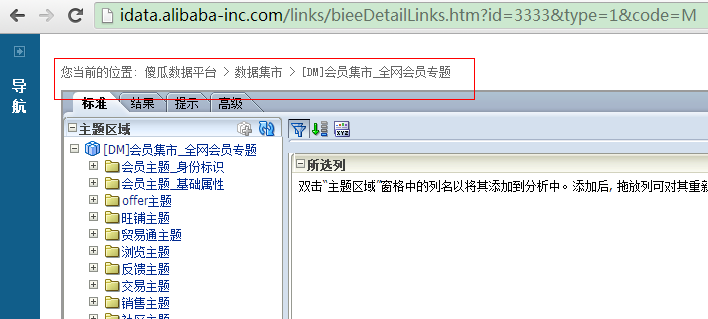 idata.alibaba-inc.com/links/bieeDetailLinks.htm?id=3333&type=1&code=M
导航
您当前的位置: 傻瓜数据平台 > 数据集市 > [DM]会员集市_全网会员专题
标准 结果 提示 高级
主题区域
[DM]会员集市_全网会员专题
会员主题_身份标识
会员主题_基础属性
offer主题
旺铺主题
贸易通主题
浏览主题
反馈主题
交易主题
销售主题
XYZ
所选列
双击“主题区域”窗格中的列名以将其添加到分析中。添加后, 拖放列可对其重新